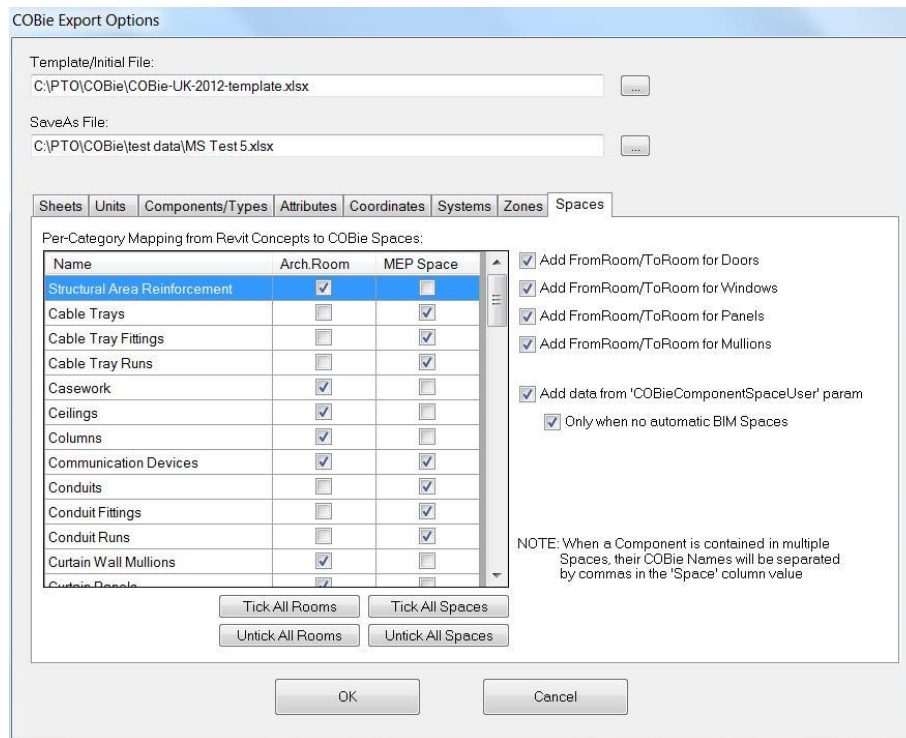 COBie Export Options
Template/Initial File:
C:\PTO\COBie\COBie-UK-2012-template.xlsx
...
SaveAs File:
C:\PTO\COBie\test data\MS Test 5.xlsx
...
Sheets Units Components/Types Attributes Coordinates Systems Zones Spaces
Per-Category Mapping from Revit Concepts to COBie Spaces:
Name Arch.Room MEP Space
Structural Area Reinforcement
Cable Trays
Cable Tray Fittings
Cable Tray Runs
Casework
Ceilings
Columns
Communication Devices
Conduits
Conduit Fittings
Conduit Runs
Curtain Wall Mullions
Curtain Panels
Tick All Rooms Tick All Spaces
Untick All Rooms Untick All Spaces
Add FromRoom/ToRoom for Doors
Add FromRoom/ToRoom for Windows
Add FromRoom/ToRoom for Panels
Add FromRoom/ToRoom for Mullions
Add data from 'COBieComponentSpaceUser' param
Only when no automatic BIM Spaces
NOTE: When a Component is contained in multiple
Spaces, their COBie Names will be separated
by commas in the 'Space' column value
OK Cancel